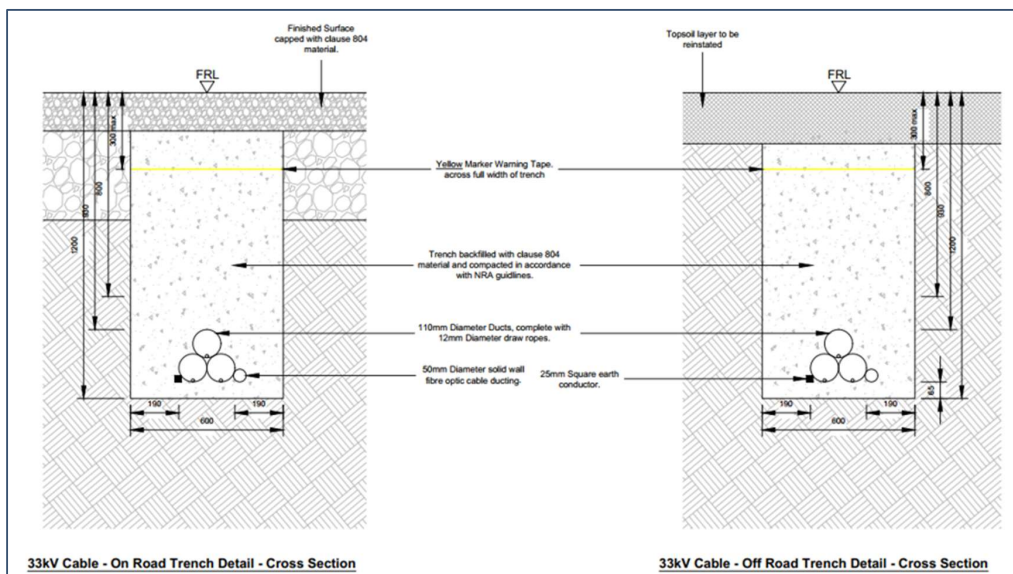 Finished Surface
capped with clause 804
material.
FRL
300 max
800
930
1200
Topsoil layer to be
reinstated
FRL
300 max
800
930
1200
Yellow Marker Warning Tape.
across full width of trench
Trench backfilled with clause 804
material and compacted in accordance
with NRA guidlines.
110mm Diameter Ducts, complete with
12mm Diameter draw ropes.
50mm Diameter solid wall
fibre optic cable ducting.
25mm Square earth
conductor.
190
190
600
190
190
600
65
33kV Cable - On Road Trench Detail - Cross Section
33kV Cable - Off Road Trench Detail - Cross Section